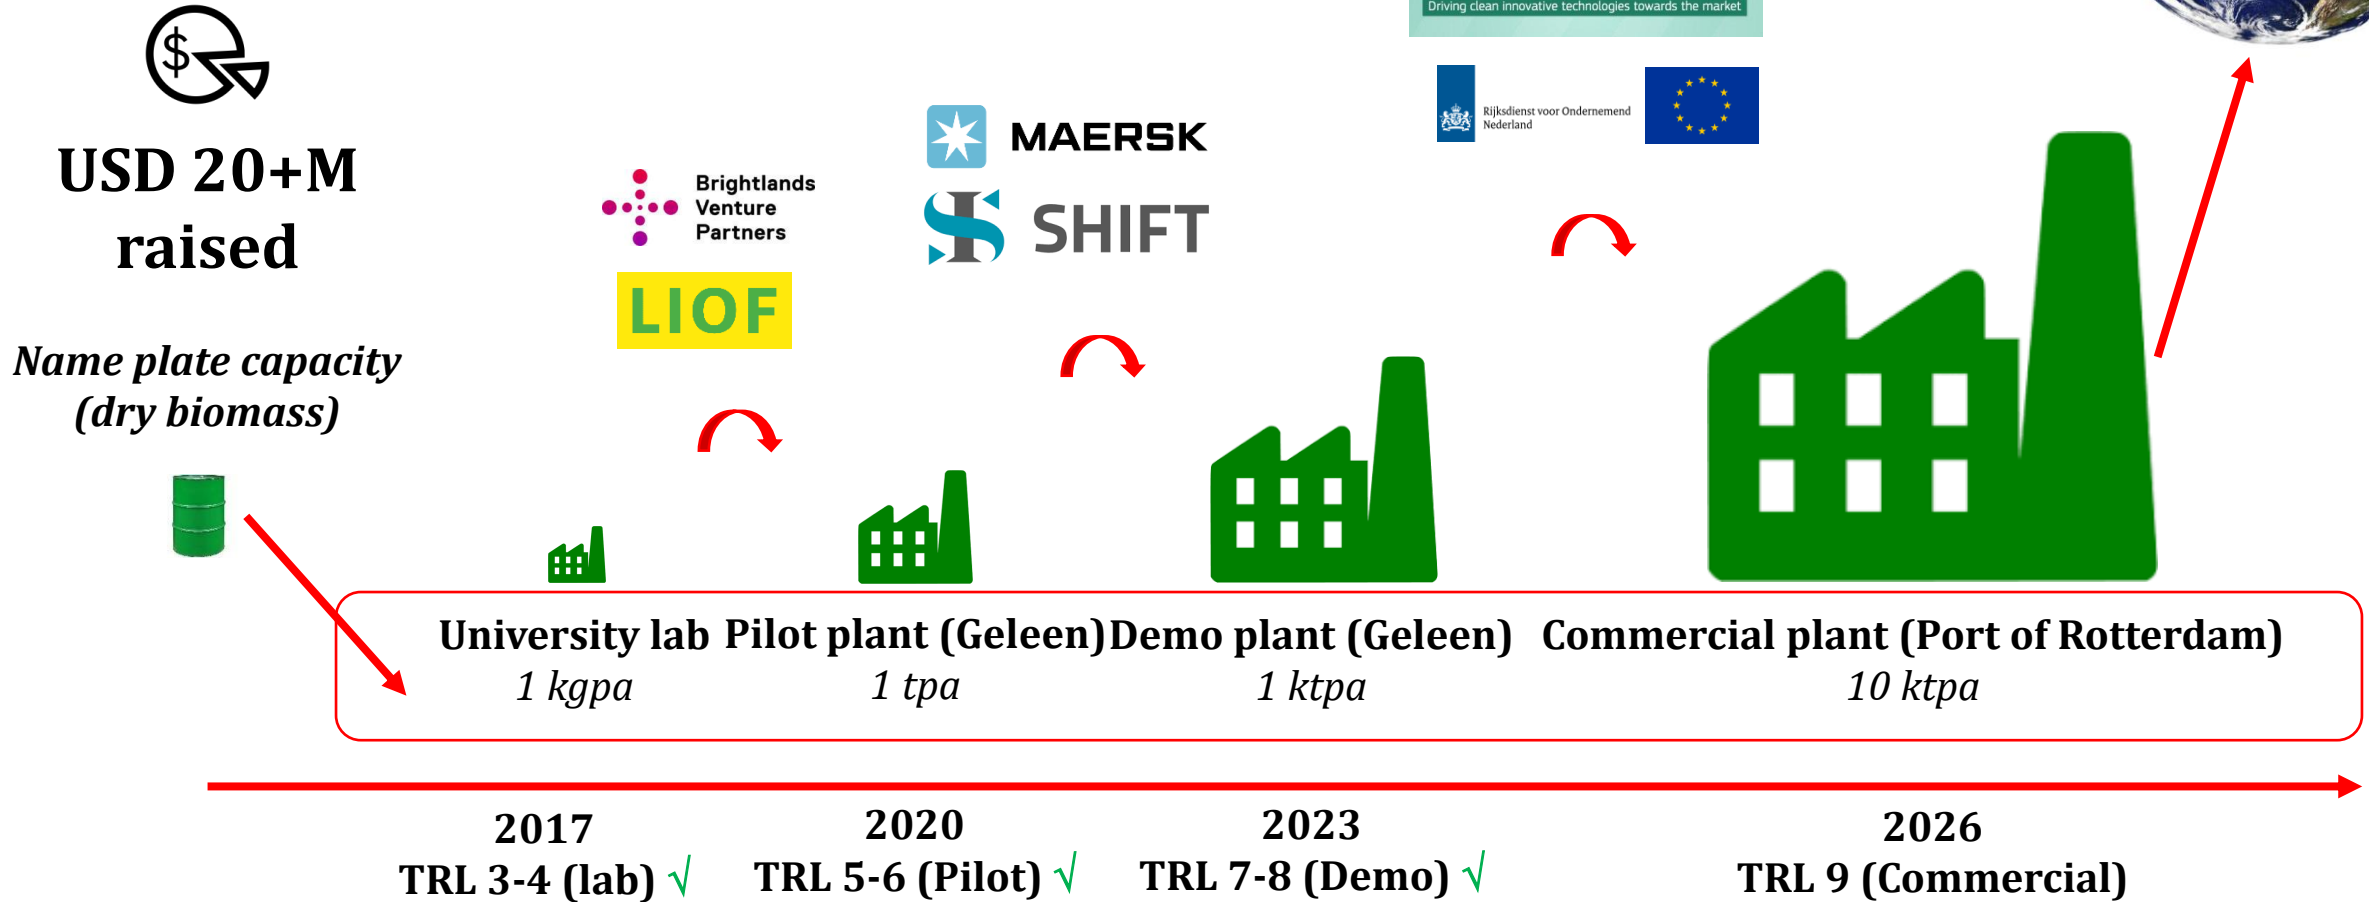 Driving clean innovative technologies towards the market
$
USD 20+M
raised
Name plate capacity
(dry biomass)
Brightlands
Venture
Partners
LIOF
MAERSK
SHIFT
Rijksdienst voor Ondernemend
Nederland
University lab
1 kgpa
Pilot plant (Geleen)
1 tpa
Demo plant (Geleen)
1 ktpa
Commercial plant (Port of Rotterdam)
10 ktpa
2017
TRL 3-4 (lab) √
2020
TRL 5-6 (Pilot) √
2023
TRL 7-8 (Demo) √
2026
TRL 9 (Commercial)